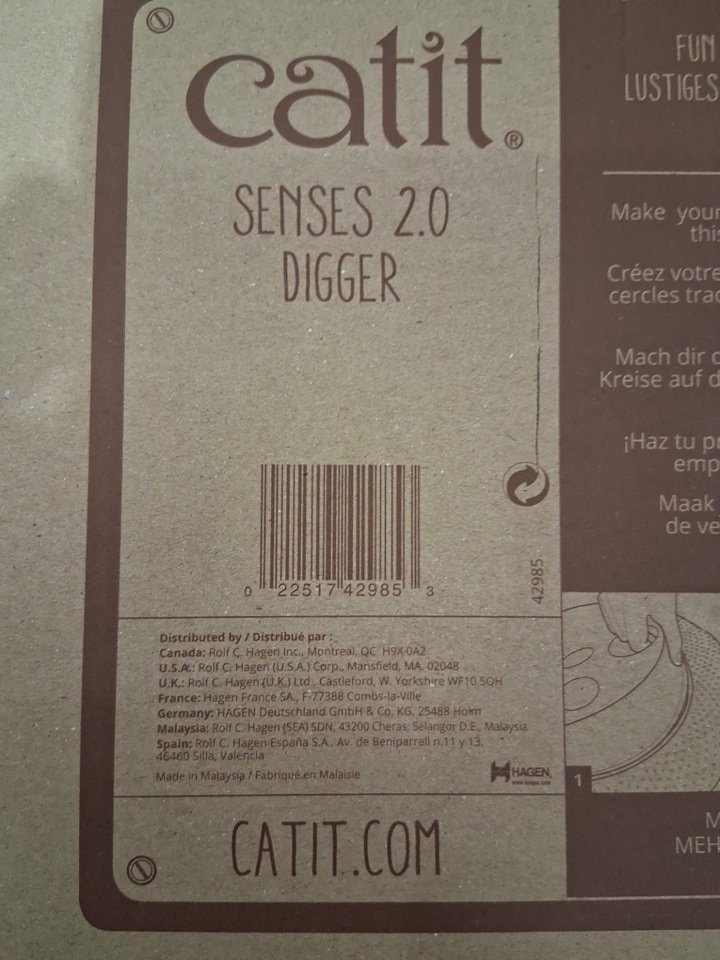 catit®
SENSES 2.0
DIGGER
0 22517 42985 3
42985
Distributed by / Distribué par :
Canada: Rolf C. Hagen Inc., Montreal, QC H9X 0A2
U.S.A.: Rolf C. Hagen (U.S.A.) Corp., Mansfield, MA. 02048
U.K.: Rolf C. Hagen (U.K.) Ltd., Castleford, W. Yorkshire WF10 5QH
France: Hagen France SA., F-77388 Combs-la-Ville
Germany: HAGEN Deutschland GmbH & Co. KG, 25488 Holm
Malaysia: Rolf C. Hagen (SEA) SDN, 43200 Cheras, Selangor D.E., Malaysia
Spain: Rolf C. Hagen España S.A., Av. de Beniparrell n.11 y 13,
46460 Silla, Valencia
Made in Malaysia / Fabriqué en Malaisie
HAGEN
CATIT.COM
FUN
LUSTIGES
Make your
this
Créez votre
cercles trac
Mach dir d
Kreise auf d
¡Haz tu pr
emp
Maak
de ve
1
M
MEH